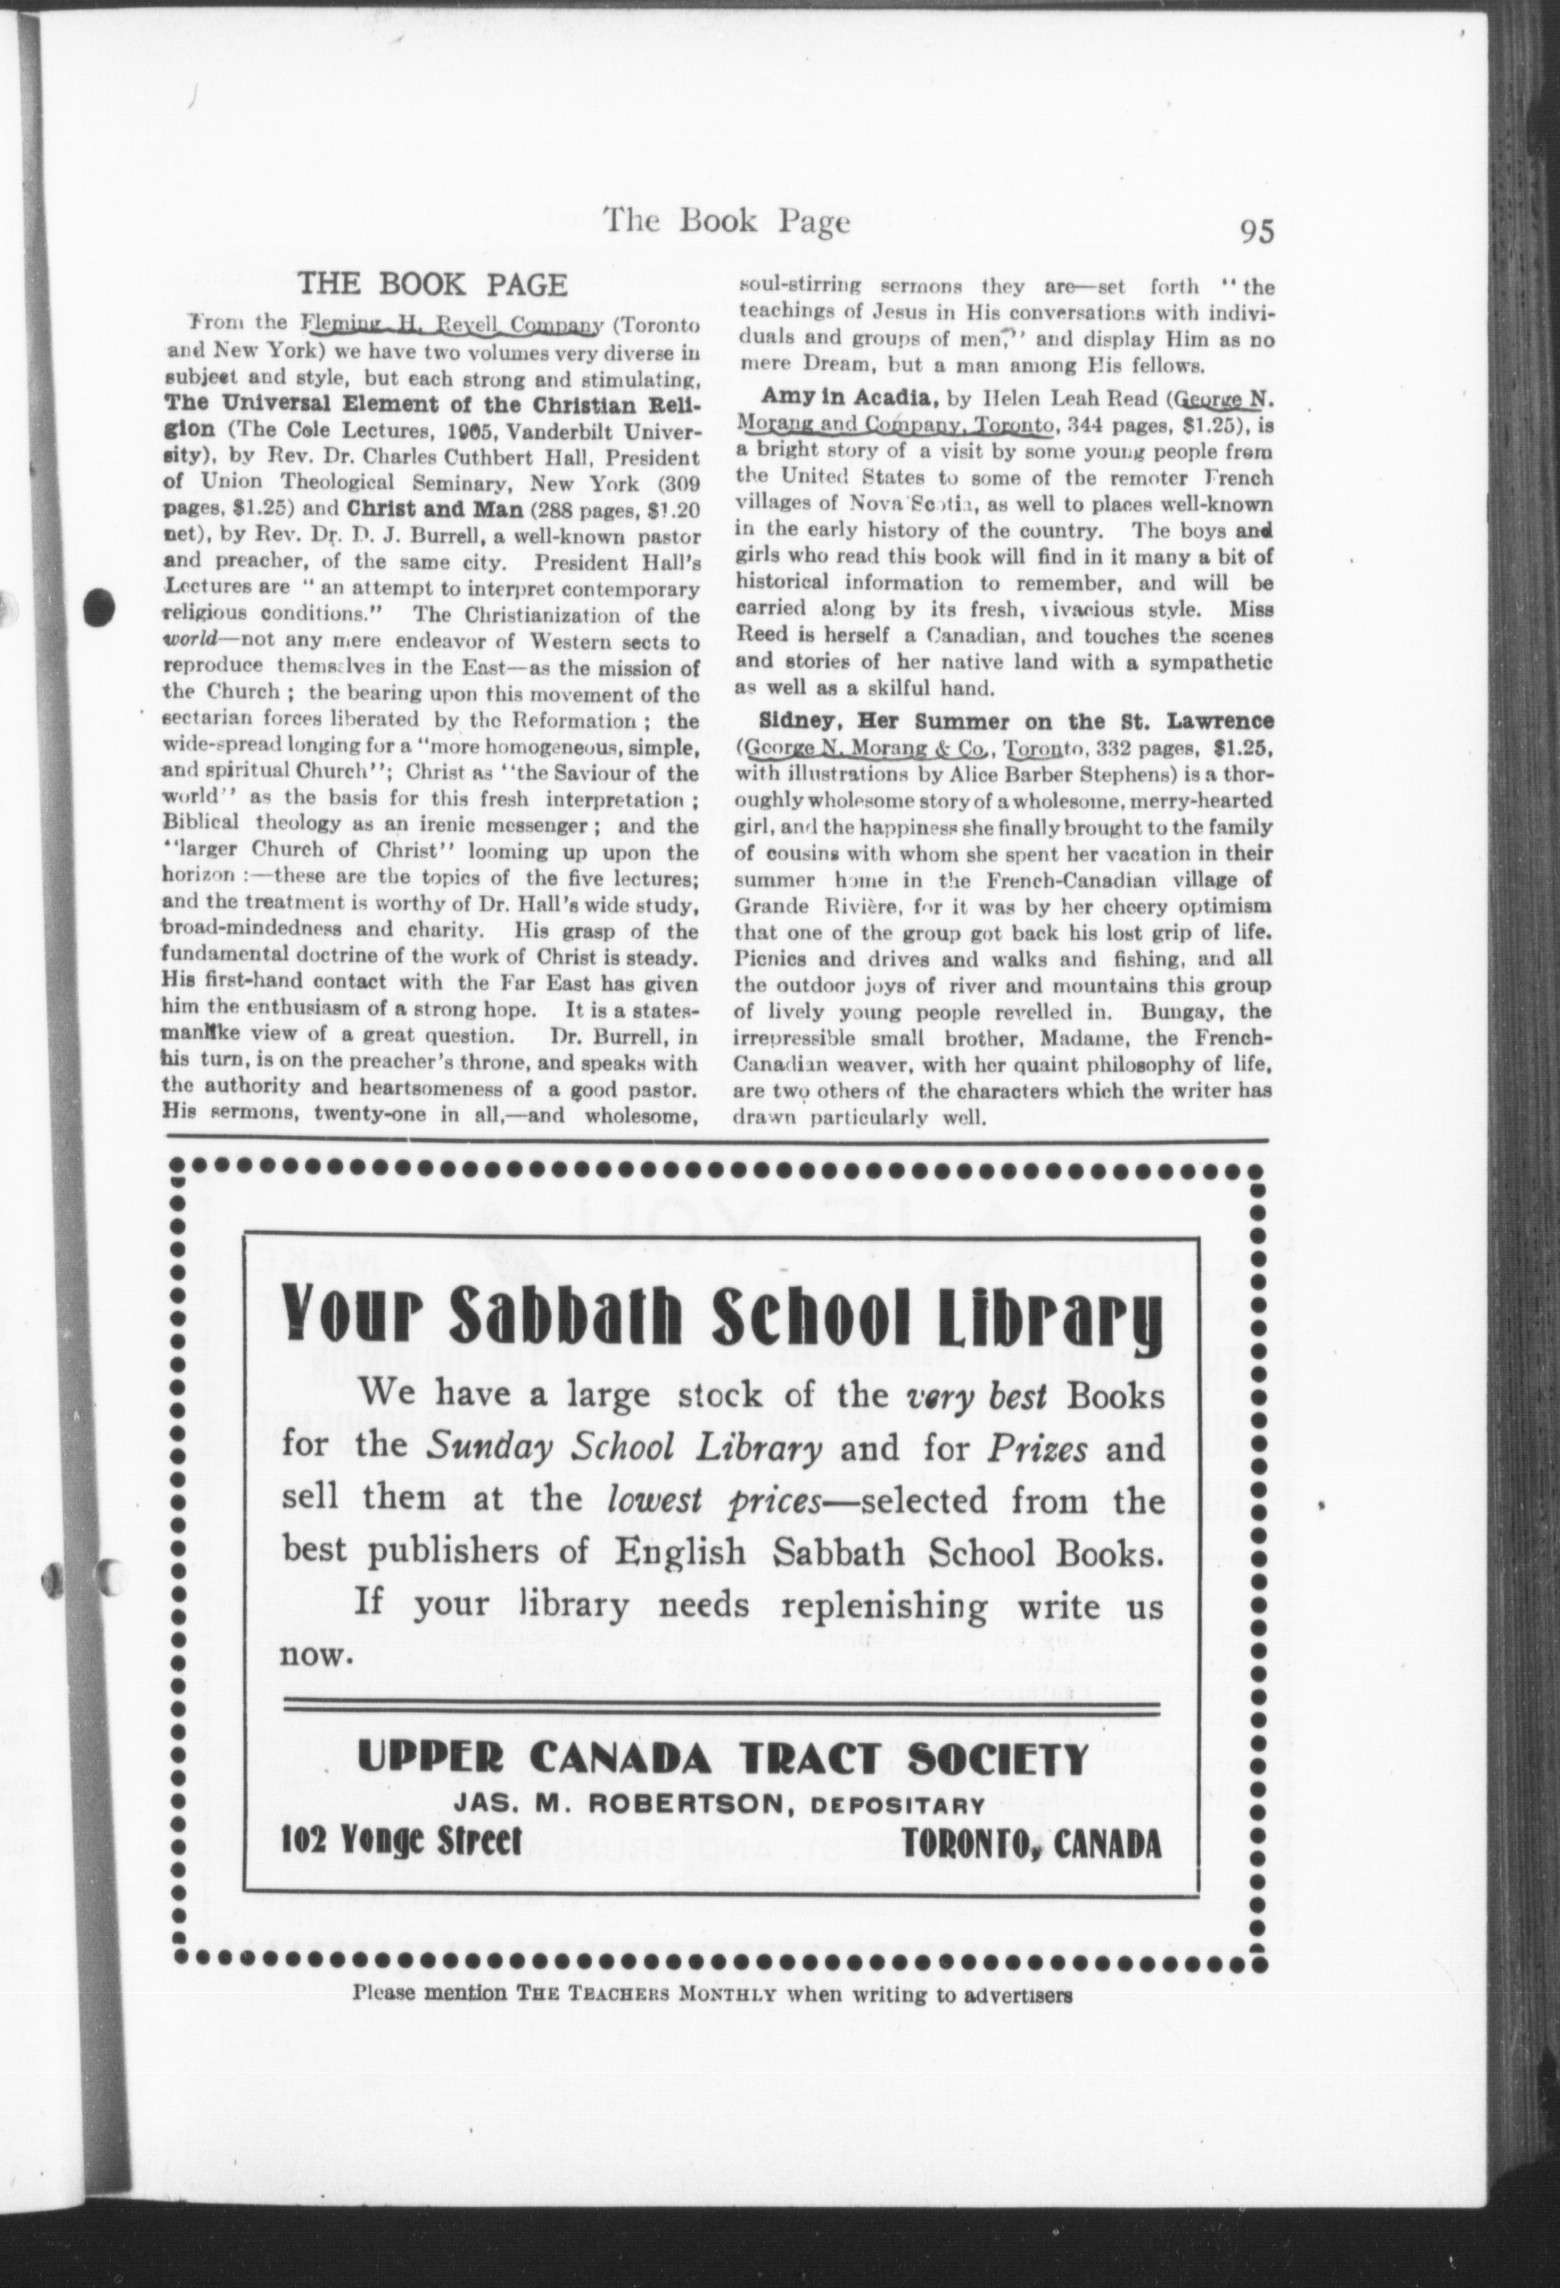 The Book Page
95
THE BOOK PAGE
From the Fleming H. Revell Company (Toronto
and New York) we have two volumes very diverse in
subject and style, but each strong and stimulating,
The Universal Element of the Christian Reli-
gion (The Cole Lectures, 1905, Vanderbilt Univer-
sity), by Rev. Dr. Charles Cuthbert Hall, President
of Union Theological Seminary, New York (309
pages, $1.25) and Christ and Man (288 pages, $1.20
net), by Rev. Dr. D. J. Burrell, a well-known pastor
and preacher, of the same city. President Hall's
Lectures are "an attempt to interpret contemporary
religious conditions." The Christianization of the
world—not any mere endeavor of Western sects to
reproduce themselves in the East—as the mission of
the Church; the bearing upon this movement of the
sectarian forces liberated by the Reformation; the
wide-spread longing for a "more homogeneous, simple,
and spiritual Church"; Christ as "the Saviour of the
world" as the basis for this fresh interpretation;
Biblical theology as an irenic messenger; and the
"larger Church of Christ" looming up upon the
horizon:—these are the topics of the five lectures;
and the treatment is worthy of Dr. Hall's wide study,
broad-mindedness and charity. His grasp of the
fundamental doctrine of the work of Christ is steady.
His first-hand contact with the Far East has given
him the enthusiasm of a strong hope. It is a states-
manlike view of a great question. Dr. Burrell, in
his turn, is on the preacher's throne, and speaks with
the authority and heartsomeness of a good pastor.
His sermons, twenty-one in all,—and wholesome,
soul-stirring sermons they are—set forth "the
teachings of Jesus in His conversations with indivi-
duals and groups of men," and display Him as no
mere Dream, but a man among His fellows.
Amy in Acadia, by Helen Leah Read (George N.
Morang and Company, Toronto, 344 pages, $1.25), is
a bright story of a visit by some young people from
the United States to some of the remoter French
villages of Nova Scotia, as well to places well-known
in the early history of the country. The boys and
girls who read this book will find in it many a bit of
historical information to remember, and will be
carried along by its fresh, vivacious style. Miss
Reed is herself a Canadian, and touches the scenes
and stories of her native land with a sympathetic
as well as a skilful hand.
Sidney, Her Summer on the St. Lawrence
(George N. Morang & Co., Toronto, 332 pages, $1.25,
with illustrations by Alice Barber Stephens) is a thor-
oughly wholesome story of a wholesome, merry-hearted
girl, and the happiness she finally brought to the family
of cousins with whom she spent her vacation in their
summer home in the French-Canadian village of
Grande Rivière, for it was by her cheery optimism
that one of the group got back his lost grip of life.
Picnics and drives and walks and fishing, and all
the outdoor joys of river and mountains this group
of lively young people revelled in. Bungay, the
irrepressible small brother, Madame, the French-
Canadian weaver, with her quaint philosophy of life,
are two others of the characters which the writer has
drawn particularly well.
Your Sabbath School Library
We have a large stock of the very best Books
for the Sunday School Library and for Prizes and
sell them at the lowest prices—selected from the
best publishers of English Sabbath School Books.
If your library needs replenishing write us
now.
UPPER CANADA TRACT SOCIETY
JAS. M. ROBERTSON, DEPOSITARY
102 Yonge Street TORONTO, CANADA
Please mention THE TEACHERS MONTHLY when writing to advertisers